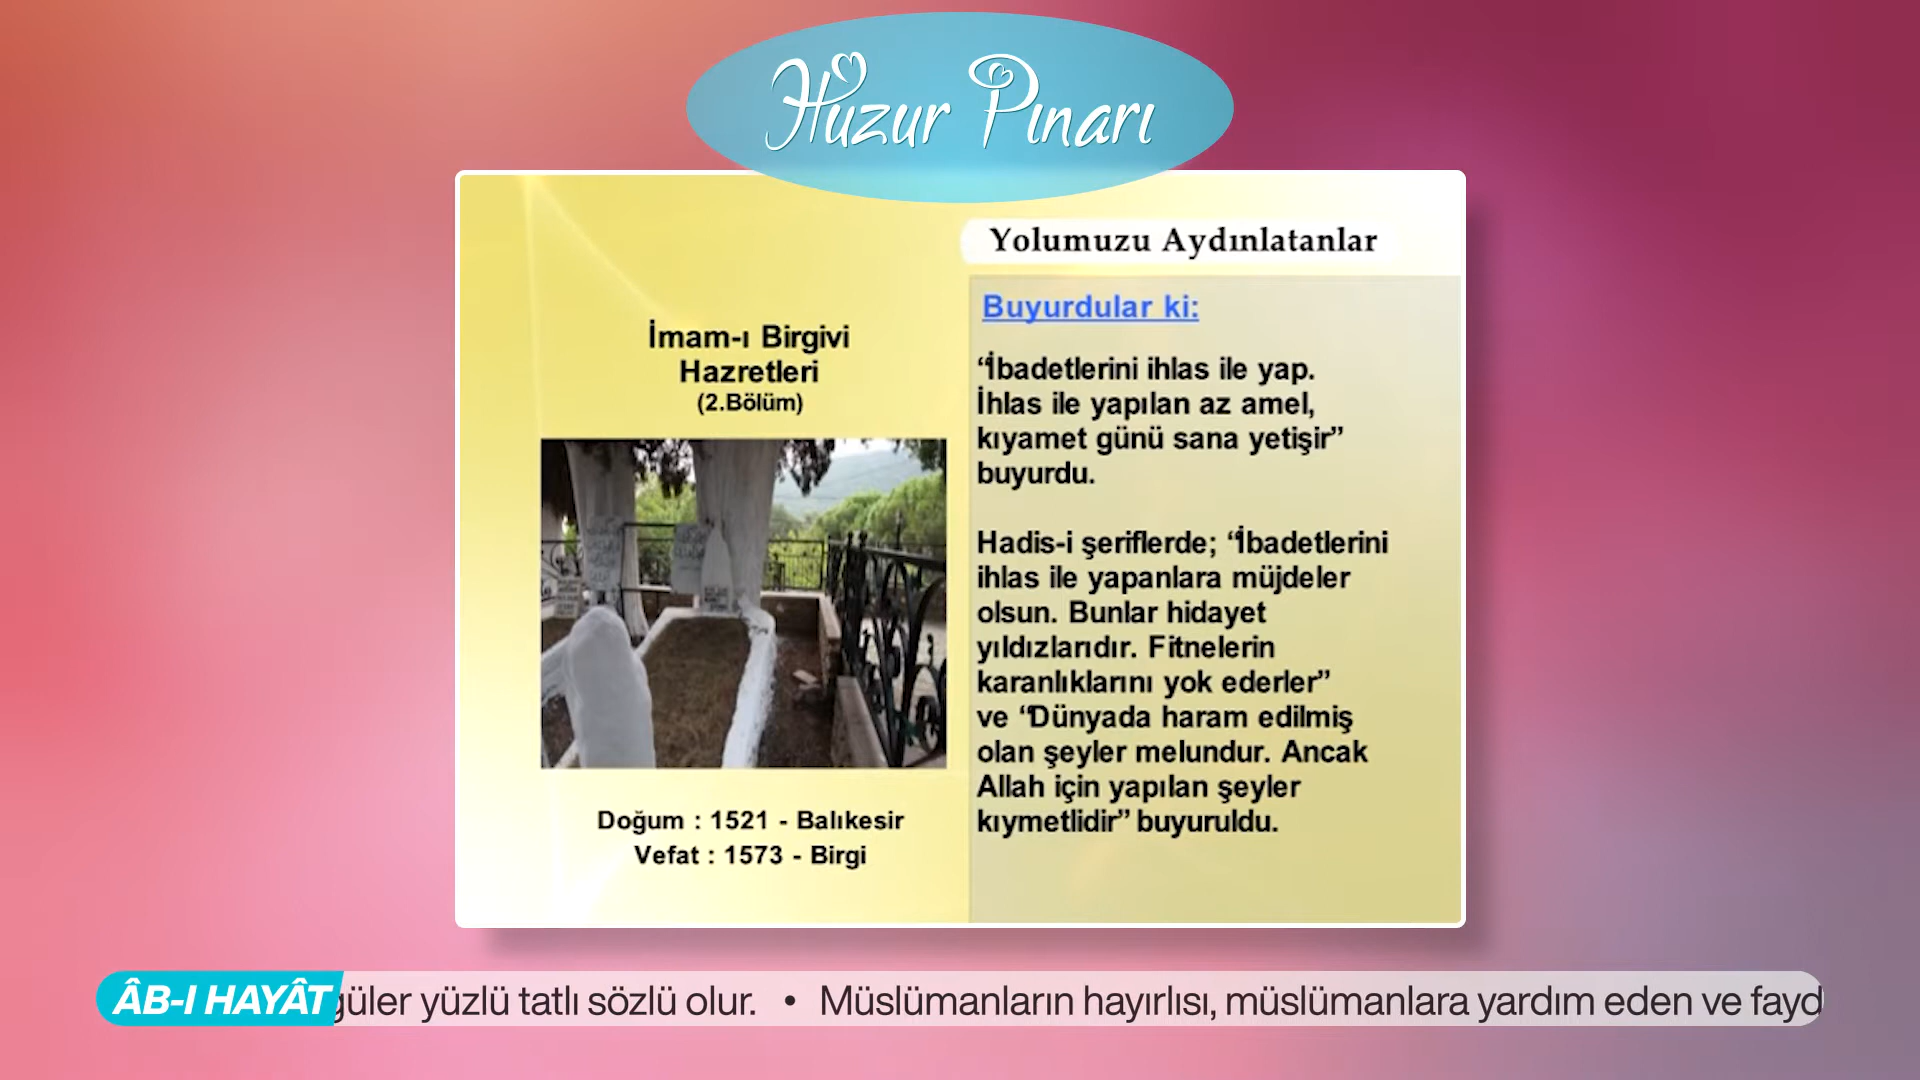 Huzur Pınarı
Yolumuzu Aydınlatanlar
İmam-ı Birgivi
Hazretleri
(2.Bölüm)
Doğum : 1521 - Balıkesir
Vefat : 1573 - Birgi
Buyurdular ki:
“İbadetlerini ihlas ile yap.
İhlas ile yapılan az amel,
kıyamet günü sana yetişir”
buyurdu.
Hadis-i şeriflerde; “İbadetlerini
ihlas ile yapanlara müjdeler
olsun. Bunlar hidayet
yıldızlarıdır. Fitnelerin
karanlıklarını yok ederler”
ve “Dünyada haram edilmiş
olan şeyler melundur. Ancak
Allah için yapılan şeyler
kıymetlidir” buyuruldu.
ÂB-I HAYÂT güler yüzlü tatlı sözlü olur. • Müslümanların hayırlısı, müslümanlara yardım eden ve fayd